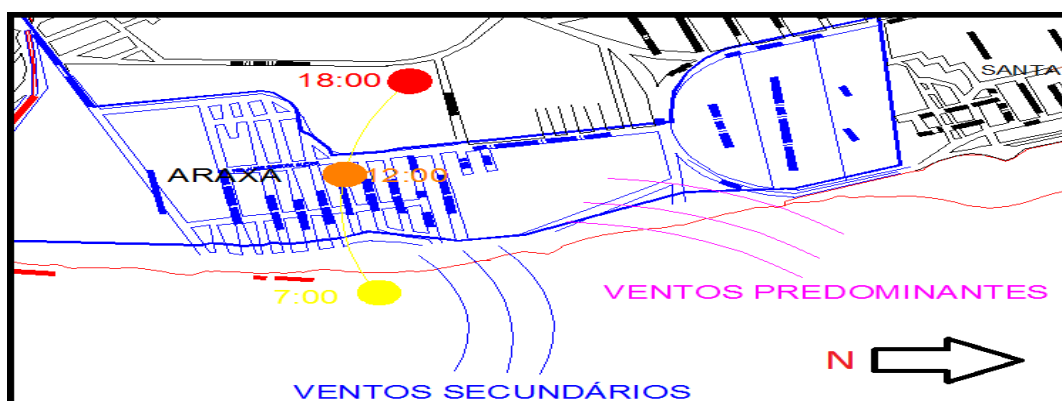 18:00
SANTA
ARAXA
12:00
7:00
VENTOS PREDOMINANTES
N
VENTOS SECUNDÁRIOS